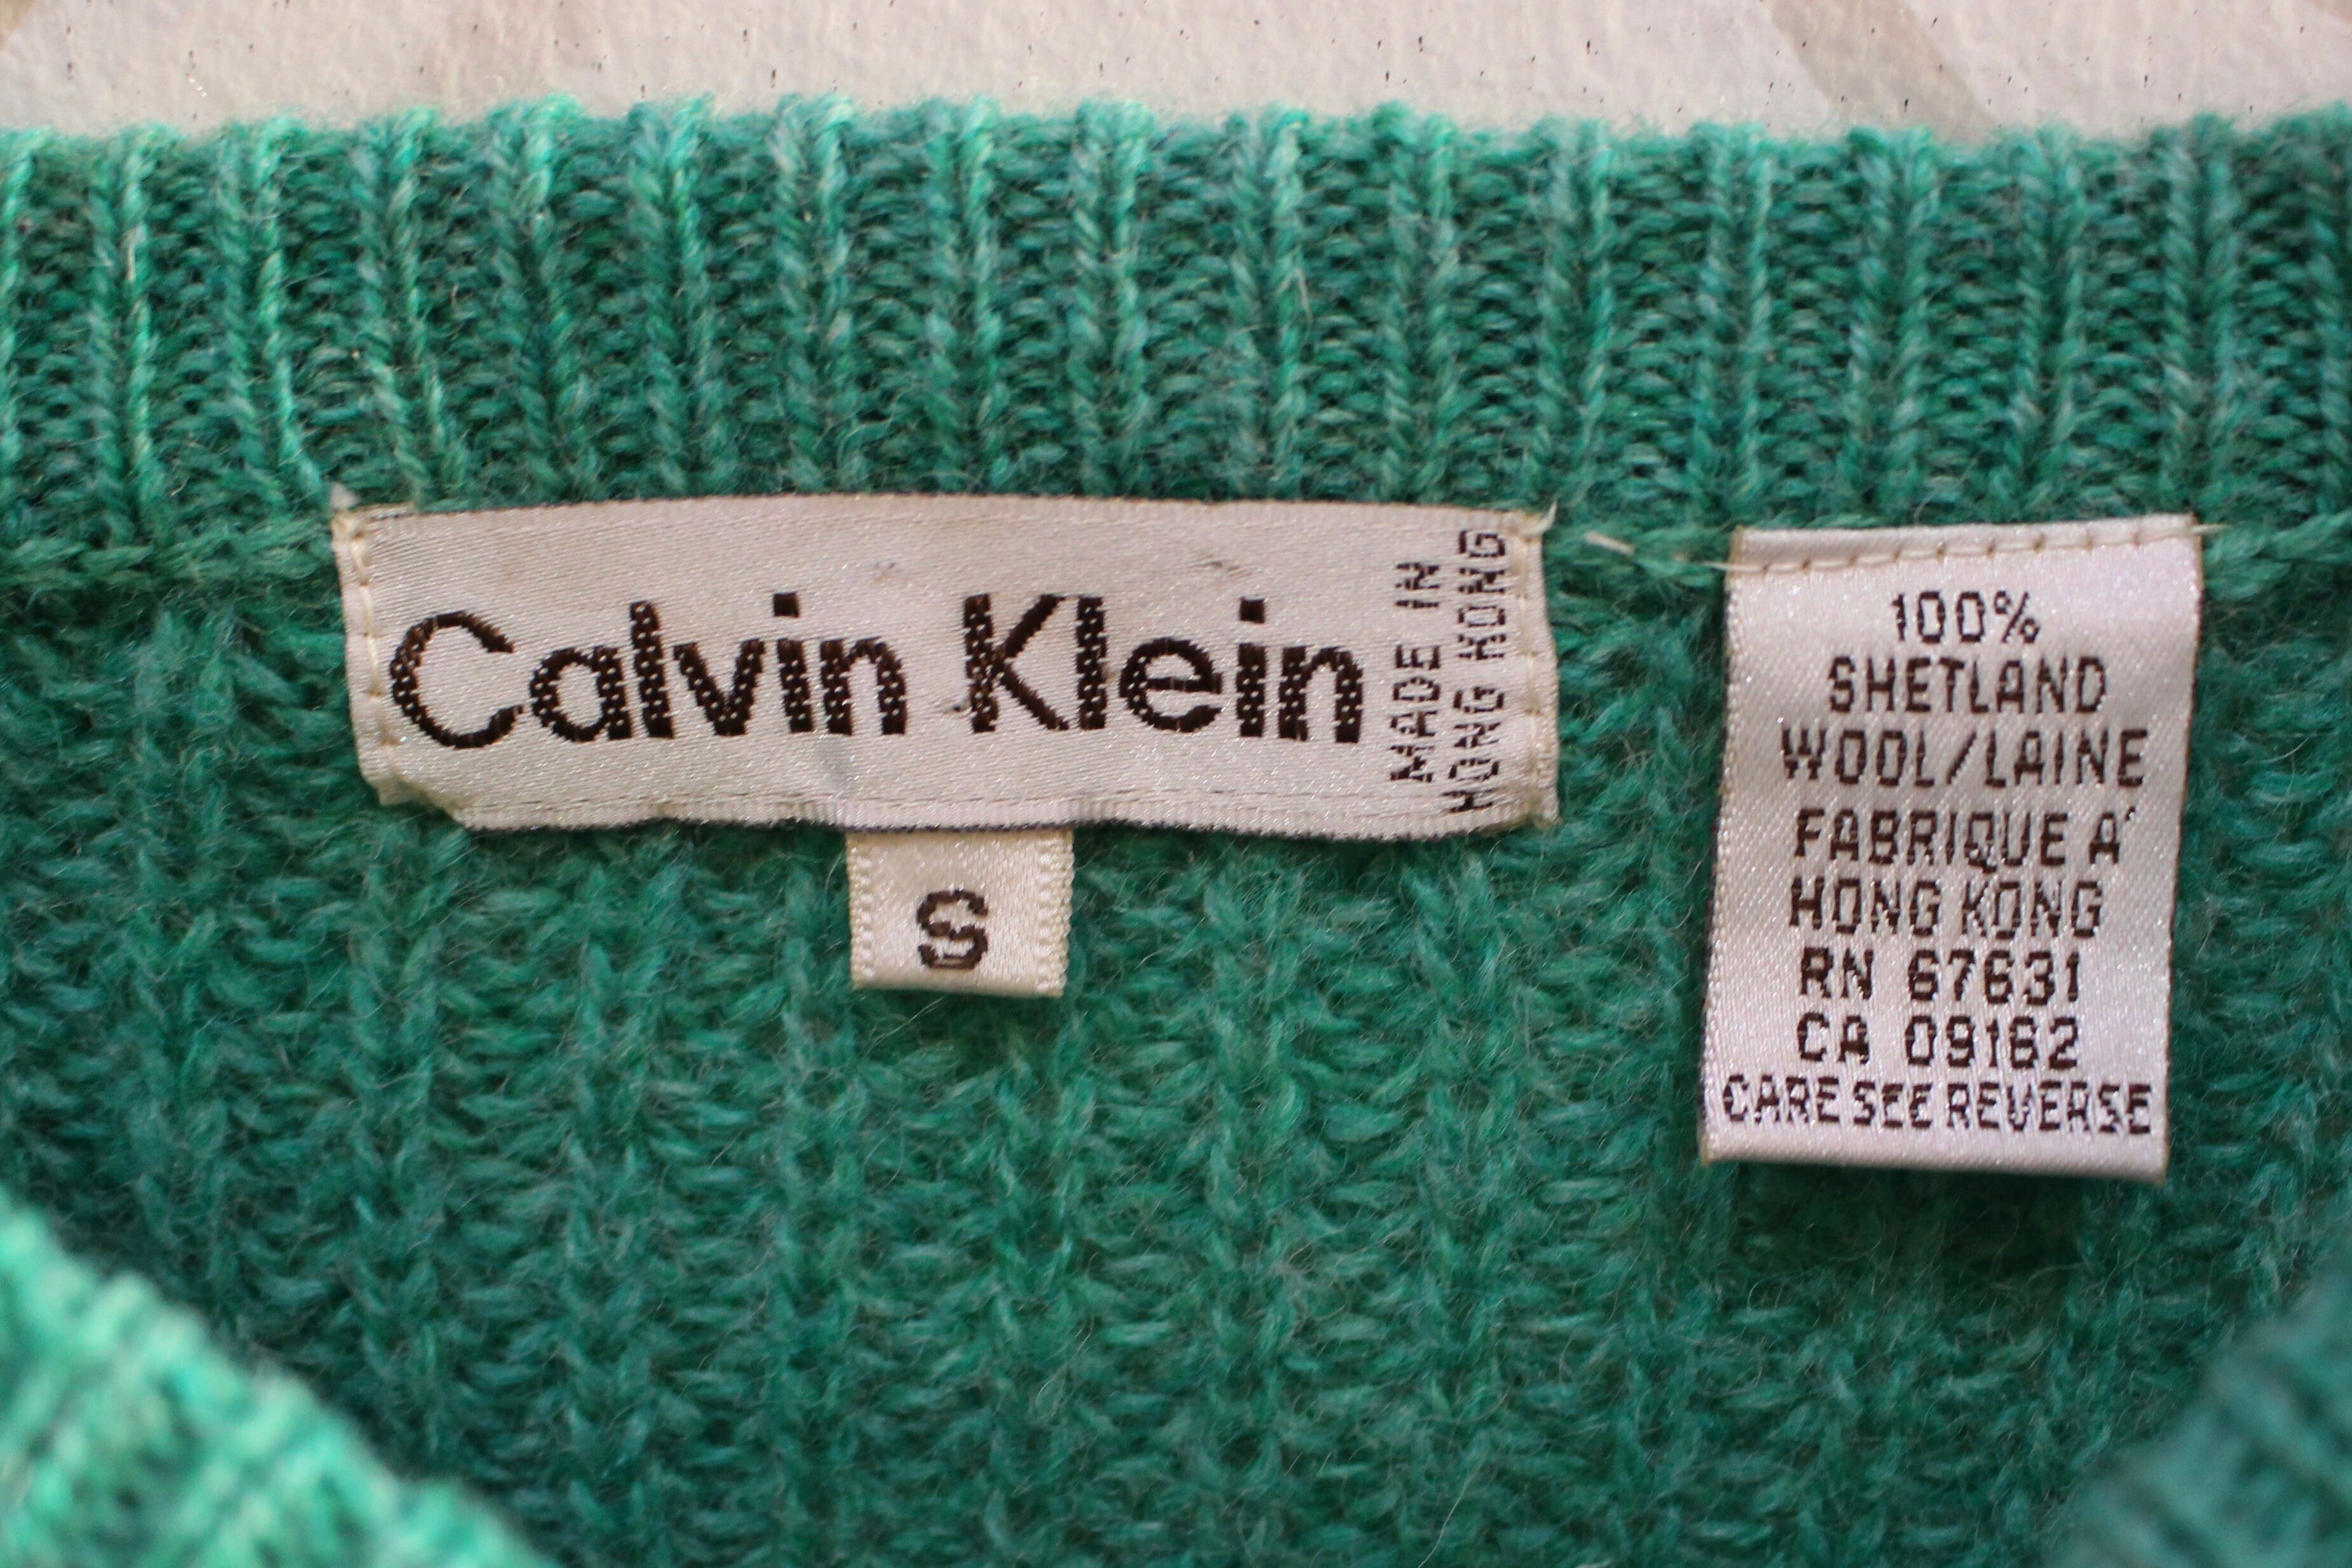 Calvin Klein
MADE IN
HONG KONG
S
100%
SHETLAND
WOOL/LAINE
FABRIQUE A'
HONG KONG
RN 67631
CA 09162
CARE SEE REVERSE